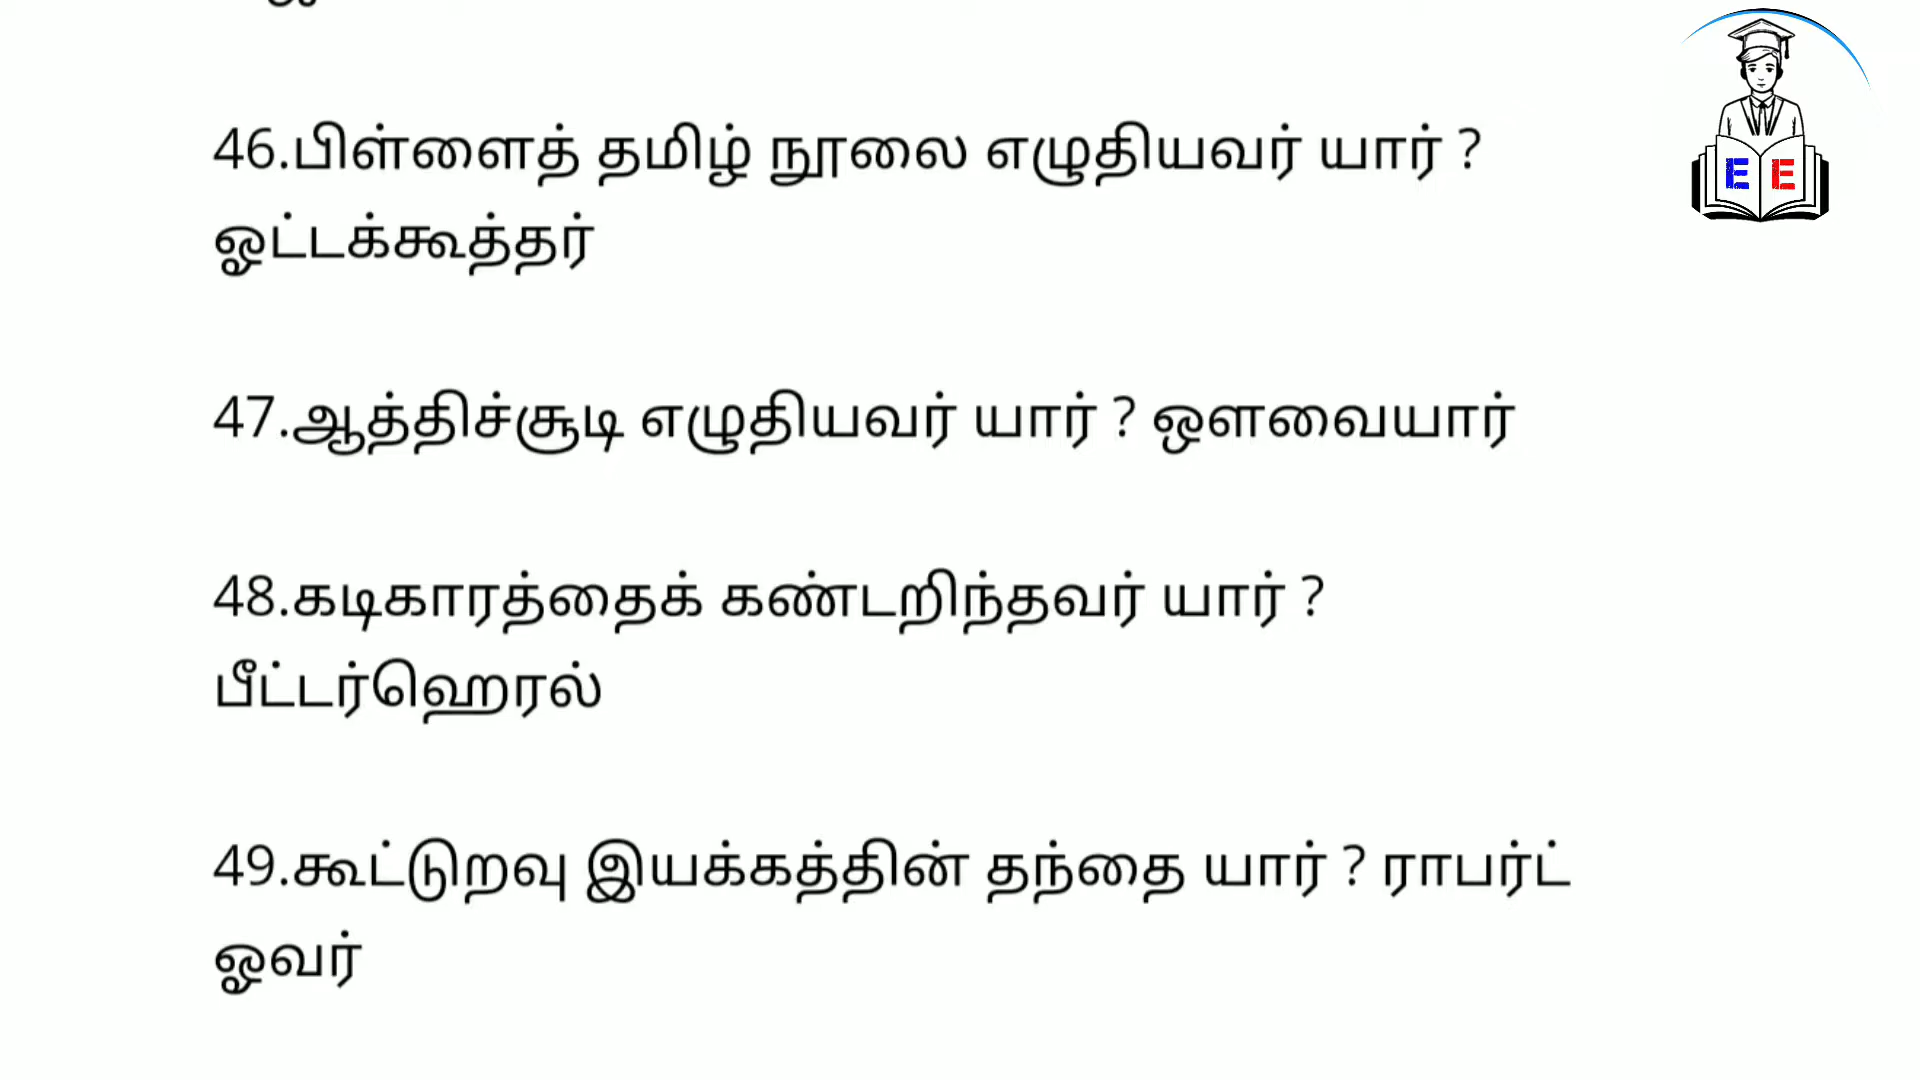 46.பிள்ளைத் தமிழ் நூலை எழுதியவர் யார் ?
ஓட்டக்கூத்தர்
47.ஆத்திச்சூடி எழுதியவர் யார் ? ஔவையார்
48.கடிகாரத்தைக் கண்டறிந்தவர் யார் ?
பீட்டர்ஹெரல்
49.கூட்டுறவு இயக்கத்தின் தந்தை யார் ? ராபர்ட்
ஓவர்
E E